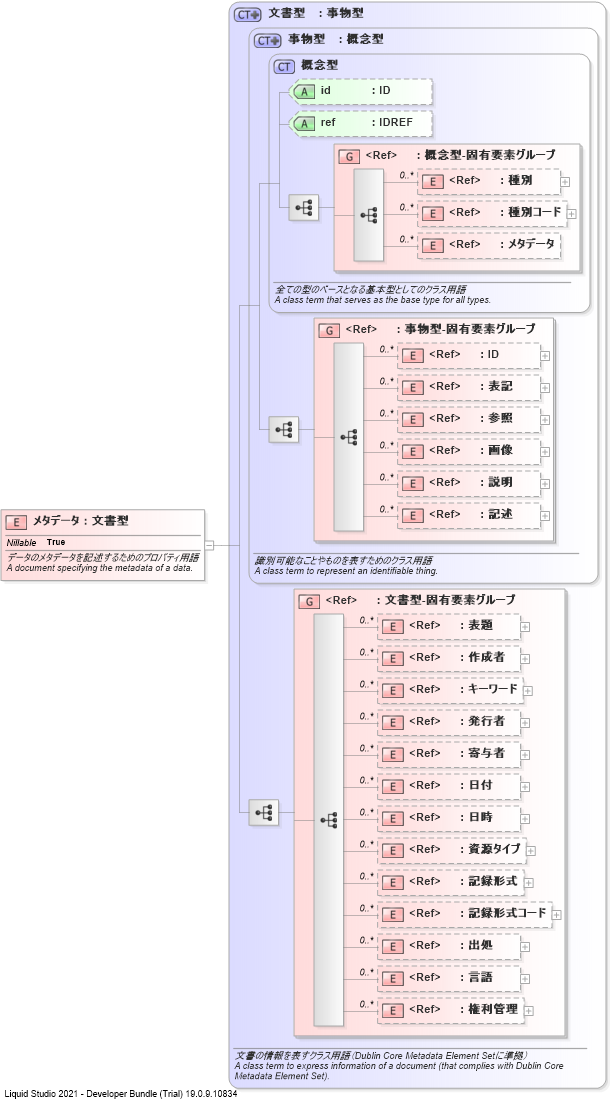 CT 文書型 : 事物型
CT 事物型 : 概念型
CT 概念型
A id : ID
A ref : IDREF
G <Ref> : 概念型-固有要素グループ
0..* E <Ref> : 種別
0..* E <Ref> : 種別コード
0..* E <Ref> : メタデータ
全ての型のベースとなる基本型としてのクラス用語
A class term that serves as the base type for all types.
G <Ref> : 事物型-固有要素グループ
0..* E <Ref> : ID
0..* E <Ref> : 表記
0..* E <Ref> : 参照
0..* E <Ref> : 画像
0..* E <Ref> : 説明
0..* E <Ref> : 記述
識別可能なことやものを表すためのクラス用語
A class term to represent an identifiable thing.
E メタデータ : 文書型
Nillable True
データのメタデータを記述するためのプロパティ用語
A document specifying the metadata of a data.
G <Ref> : 文書型-固有要素グループ
0..* E <Ref> : 表題
0..* E <Ref> : 作成者
0..* E <Ref> : キーワード
0..* E <Ref> : 発行者
0..* E <Ref> : 寄与者
0..* E <Ref> : 日付
0..* E <Ref> : 日時
0..* E <Ref> : 資源タイプ
0..* E <Ref> : 記録形式
0..* E <Ref> : 記録形式コード
0..* E <Ref> : 出処
0..* E <Ref> : 言語
0..* E <Ref> : 権利管理
文書の情報を表すクラス用語(Dublin Core Metadata Element Setに準拠)
A class term to express information of a document (that complies with Dublin Core
Metadata Element Set).
Liquid Studio 2021 - Developer Bundle (Trial) 19.0.9.10834